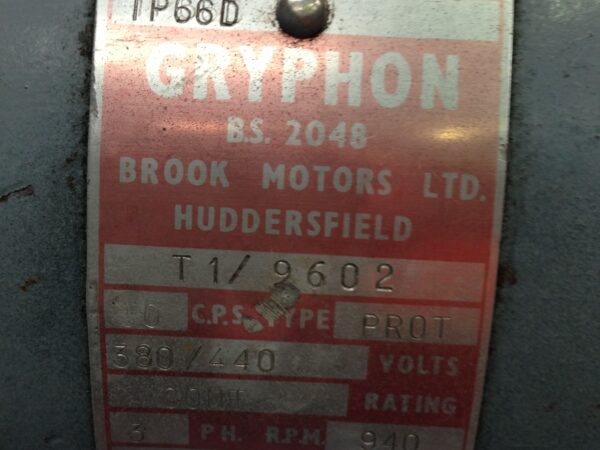 TP66D
GRYPHON
B.S. 2048
BROOK MOTORS LTD.
HUDDERSFIELD
T1/9602
C.P.S. TYPE PROT
380/440 VOLTS
RATING
3 PH. R.P.M. 940